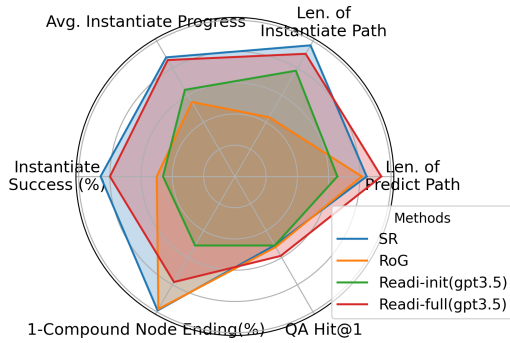 Avg. Instantiate Progress
Len. of
Instantiate Path
Instantiate
Success (%)
Len. of
Predict Path
Methods
SR
RoG
Readi-init(gpt3.5)
Readi-full(gpt3.5)
1-Compound Node Ending(%)
QA Hit@1